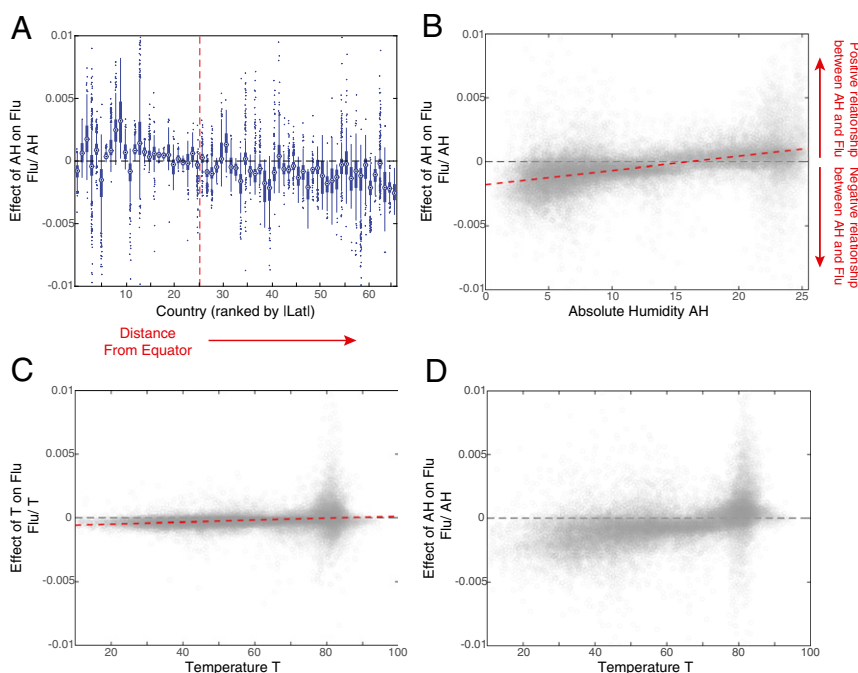 A
0.01
0.005
0
-0.005
-0.01
Effect of AH on Flu
Flu/ AH
10
20
30
40
50
60
Country (ranked by |Lat|)
Distance
From Equator
B
0.01
0.005
0
-0.005
-0.01
Effect of AH on Flu
Flu/ AH
0
5
10
15
20
25
Absolute Humidity AH
Positive relationship
between AH and Flu
Negative relationship
between AH and Flu
C
0.01
0.005
0
-0.005
-0.01
Effect of T on Flu
Flu/ T
20
40
60
80
100
Temperature T
D
0.01
0.005
0
-0.005
-0.01
Effect of AH on Flu
Flu/ AH
20
40
60
80
100
Temperature T